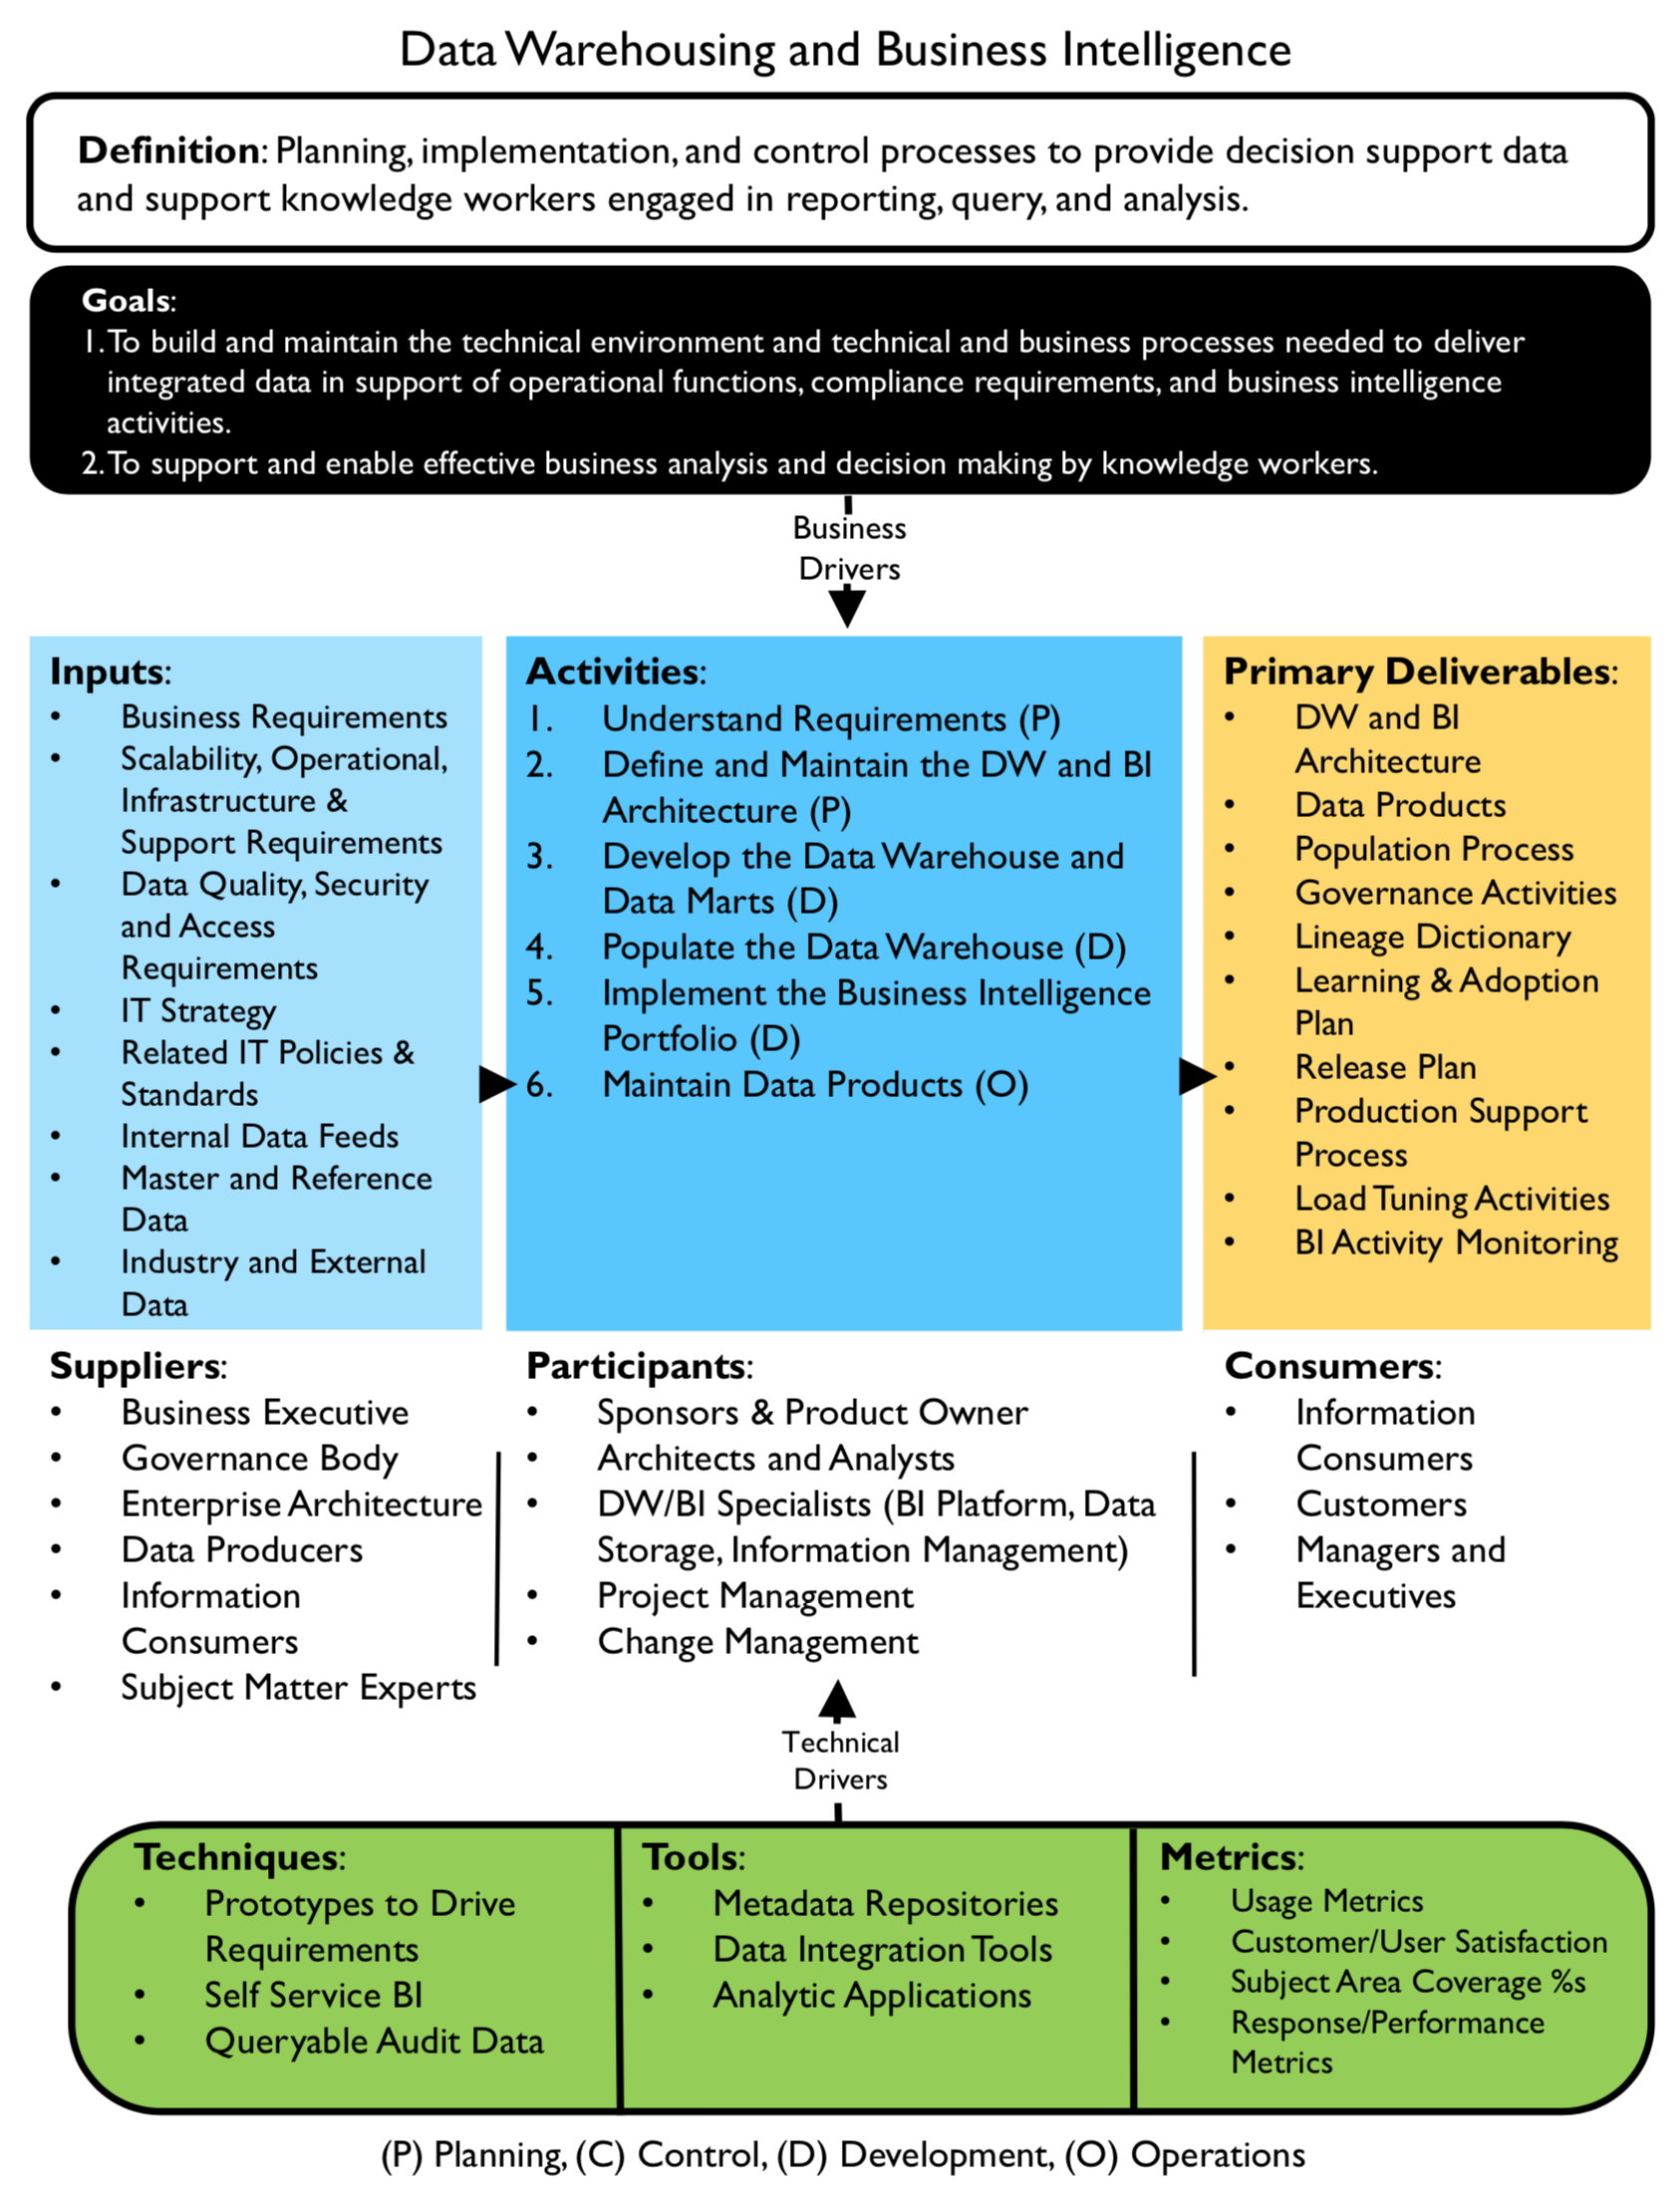 Data Warehousing and Business Intelligence
Definition: Planning, implementation, and control processes to provide decision support data
and support knowledge workers engaged in reporting, query, and analysis.
Goals:
1. To build and maintain the technical environment and technical and business processes needed to deliver
integrated data in support of operational functions, compliance requirements, and business intelligence
activities.
2. To support and enable effective business analysis and decision making by knowledge workers.
Business
Drivers
Inputs:
• Business Requirements
• Scalability, Operational,
Infrastructure &
Support Requirements
• Data Quality, Security
and Access
Requirements
• IT Strategy
• Related IT Policies &
Standards
• Internal Data Feeds
• Master and Reference
Data
• Industry and External
Data
Activities:
1. Understand Requirements (P)
2. Define and Maintain the DW and BI
Architecture (P)
3. Develop the Data Warehouse and
Data Marts (D)
4. Populate the Data Warehouse (D)
5. Implement the Business Intelligence
Portfolio (D)
6. Maintain Data Products (O)
Primary Deliverables:
• DW and BI
Architecture
• Data Products
• Population Process
• Governance Activities
• Lineage Dictionary
• Learning & Adoption
Plan
• Release Plan
• Production Support
Process
• Load Tuning Activities
• BI Activity Monitoring
Suppliers:
• Business Executive
• Governance Body
• Enterprise Architecture
• Data Producers
• Information
Consumers
• Subject Matter Experts
Participants:
• Sponsors & Product Owner
• Architects and Analysts
• DW/BI Specialists (BI Platform, Data
Storage, Information Management)
• Project Management
• Change Management
Consumers:
• Information
Consumers
• Customers
• Managers and
Executives
Technical
Drivers
Techniques:
• Prototypes to Drive
Requirements
• Self Service BI
• Queryable Audit Data
Tools:
• Metadata Repositories
• Data Integration Tools
• Analytic Applications
Metrics:
• Usage Metrics
• Customer/User Satisfaction
• Subject Area Coverage %s
• Response/Performance
Metrics
(P) Planning, (C) Control, (D) Development, (O) Operations